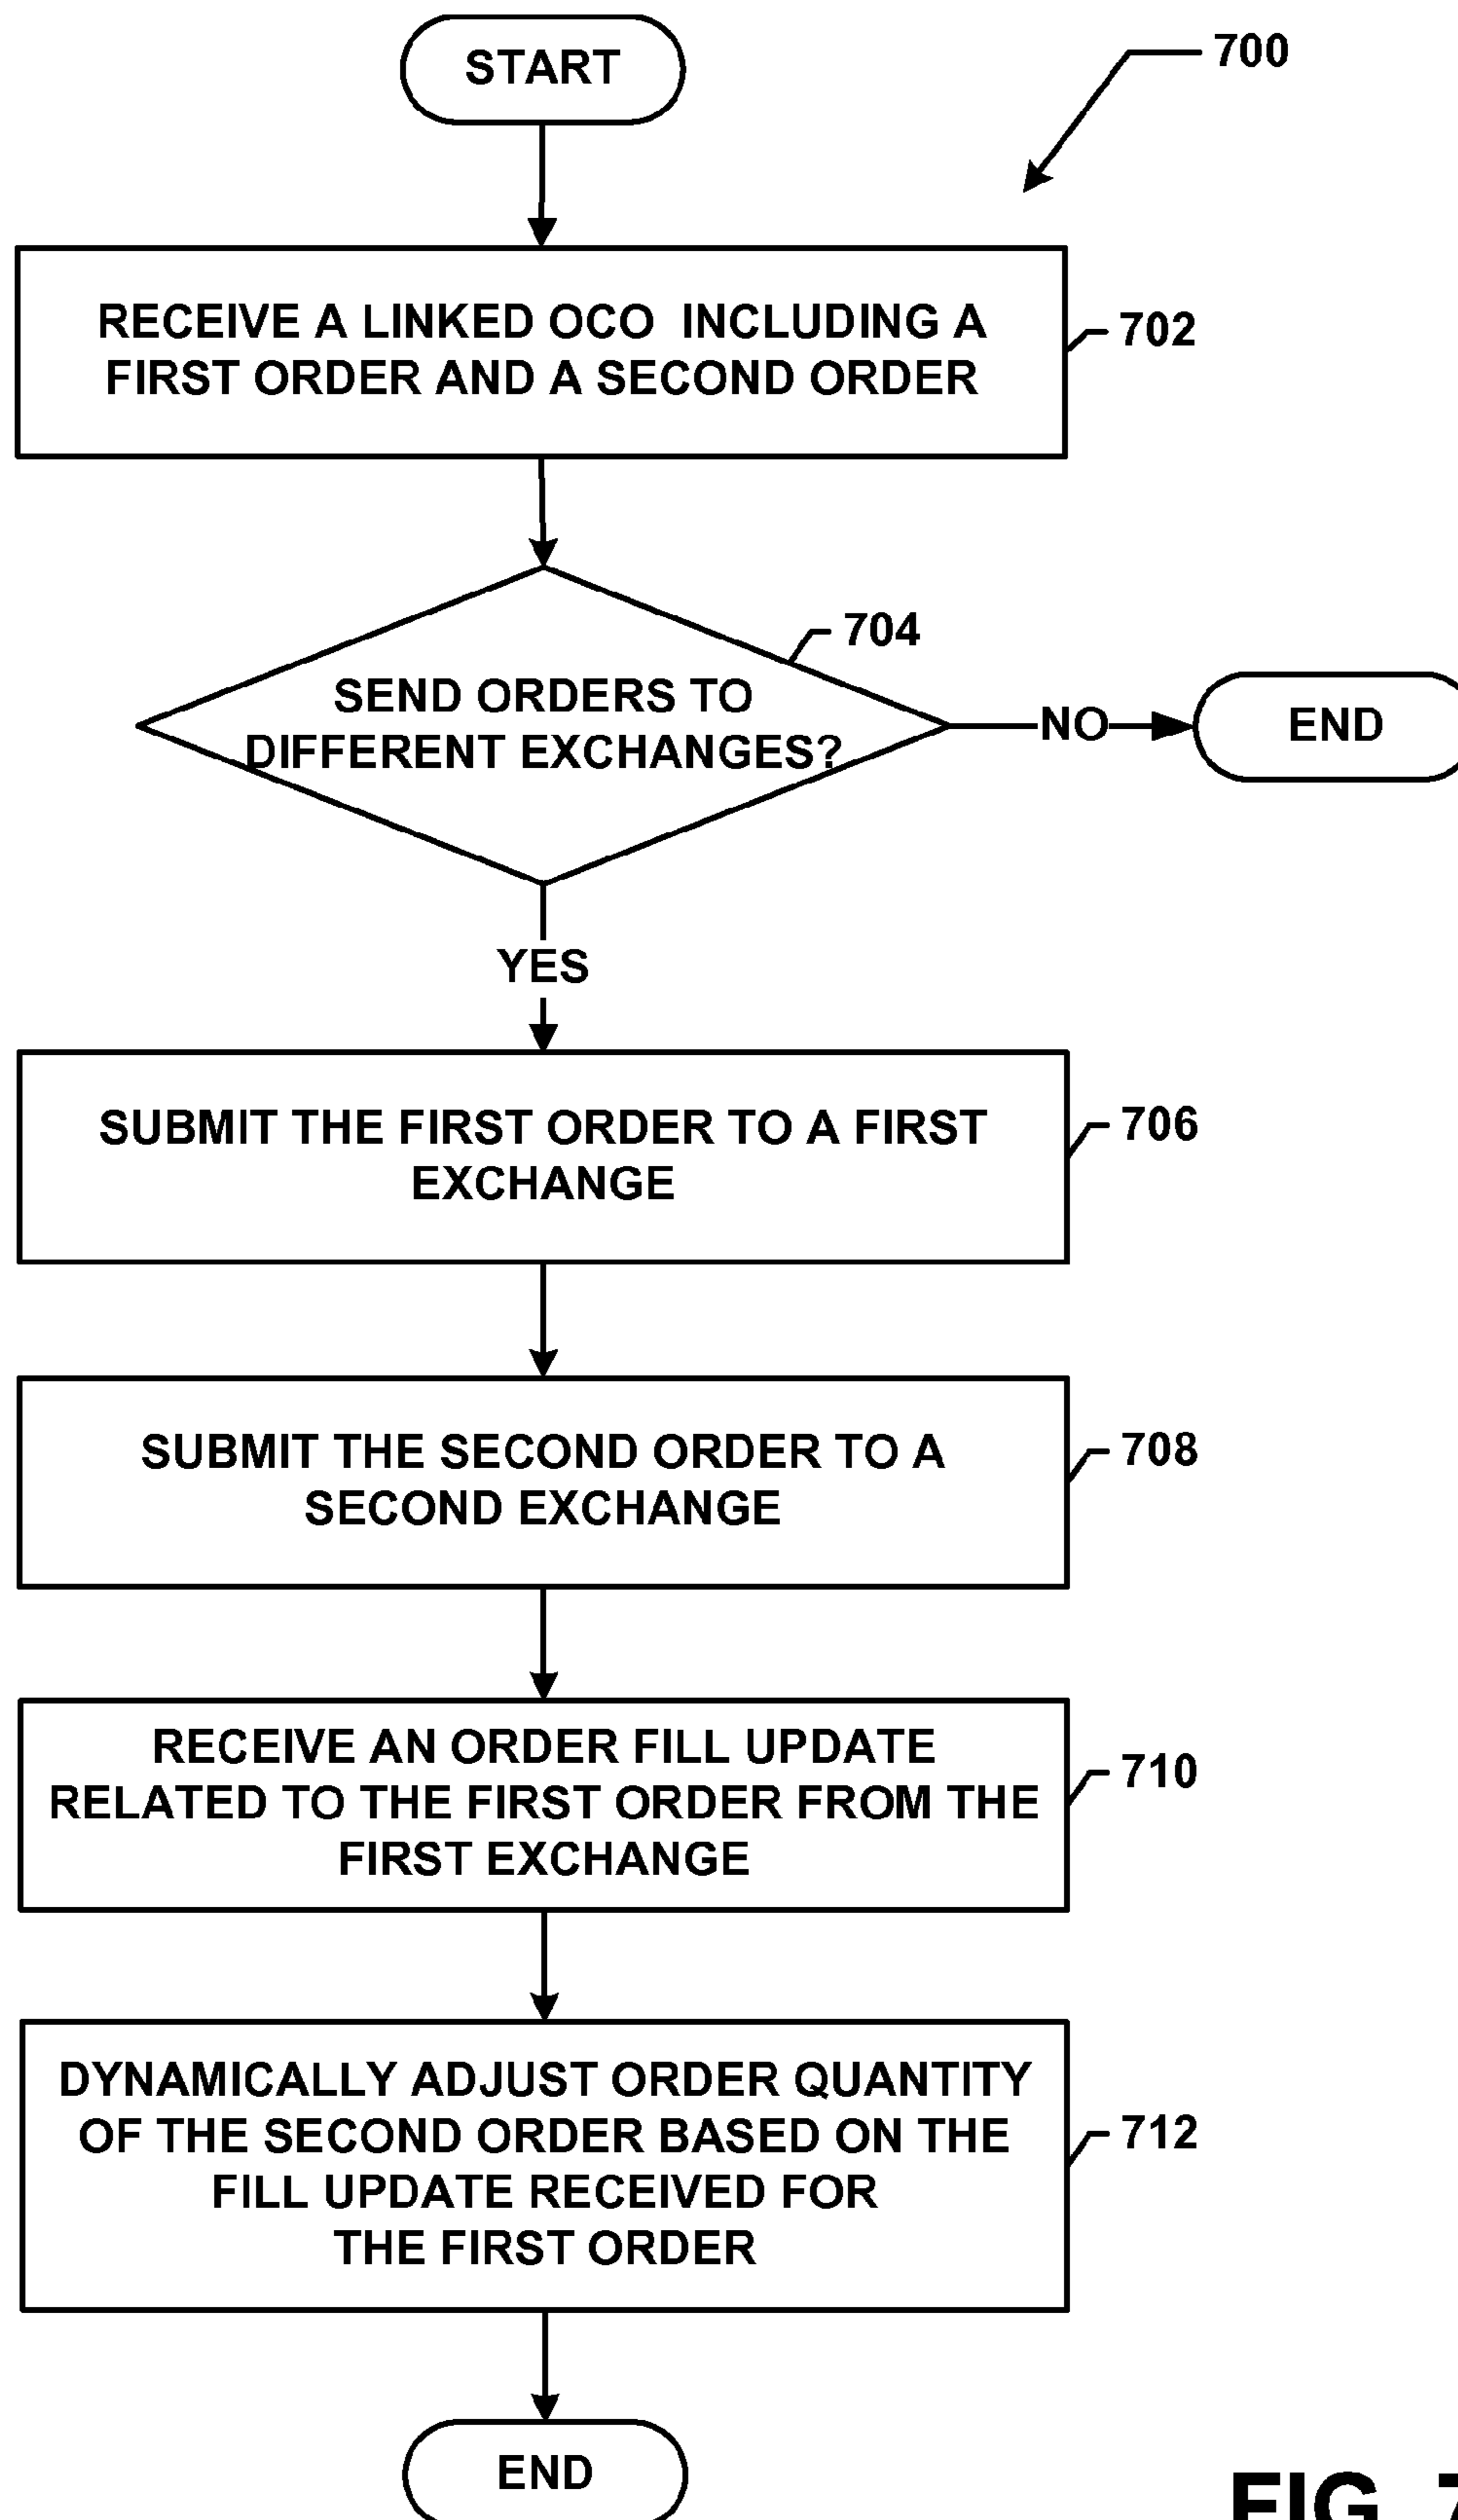 START
700
RECEIVE A LINKED OCO INCLUDING A
FIRST ORDER AND A SECOND ORDER
702
704
SEND ORDERS TO
DIFFERENT EXCHANGES?
NO
END
YES
SUBMIT THE FIRST ORDER TO A FIRST
EXCHANGE
706
SUBMIT THE SECOND ORDER TO A
SECOND EXCHANGE
708
RECEIVE AN ORDER FILL UPDATE
RELATED TO THE FIRST ORDER FROM THE
FIRST EXCHANGE
710
DYNAMICALLY ADJUST ORDER QUANTITY
OF THE SECOND ORDER BASED ON THE
FILL UPDATE RECEIVED FOR
THE FIRST ORDER
712
END
FIG. 7